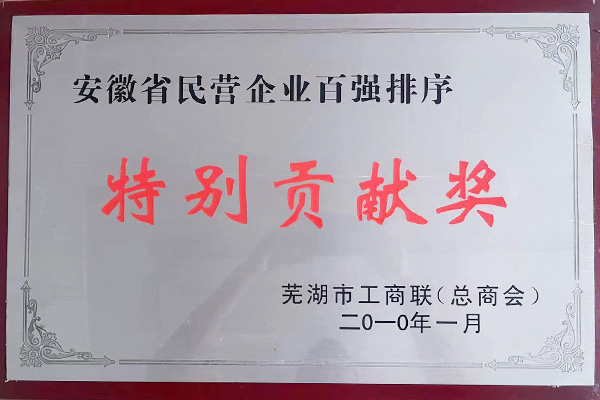 安徽省民营企业百强排序
特别贡献奖
芜湖市工商联（总商会）
二0一0年一月